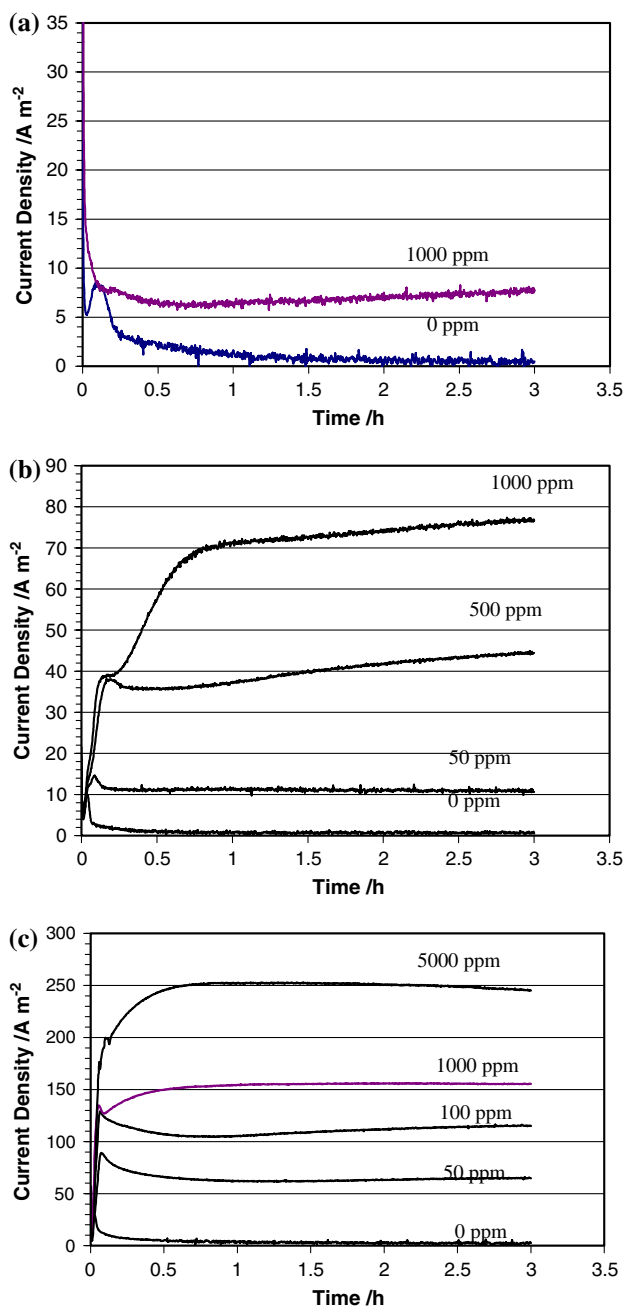 (a)
35
30
25
20
15
10
5
0
Current Density /A m-2
1000 ppm
0 ppm
0 0.5 1 1.5 2 2.5 3 3.5
Time /h
(b)
90
80
70
60
50
40
30
20
10
0
Current Density /A m-2
1000 ppm
500 ppm
50 ppm
0 ppm
0 0.5 1 1.5 2 2.5 3 3.5
Time /h
(c)
300
250
200
150
100
50
0
Current Density /A m-2
5000 ppm
1000 ppm
100 ppm
50 ppm
0 ppm
0 0.5 1 1.5 2 2.5 3 3.5
Time /h